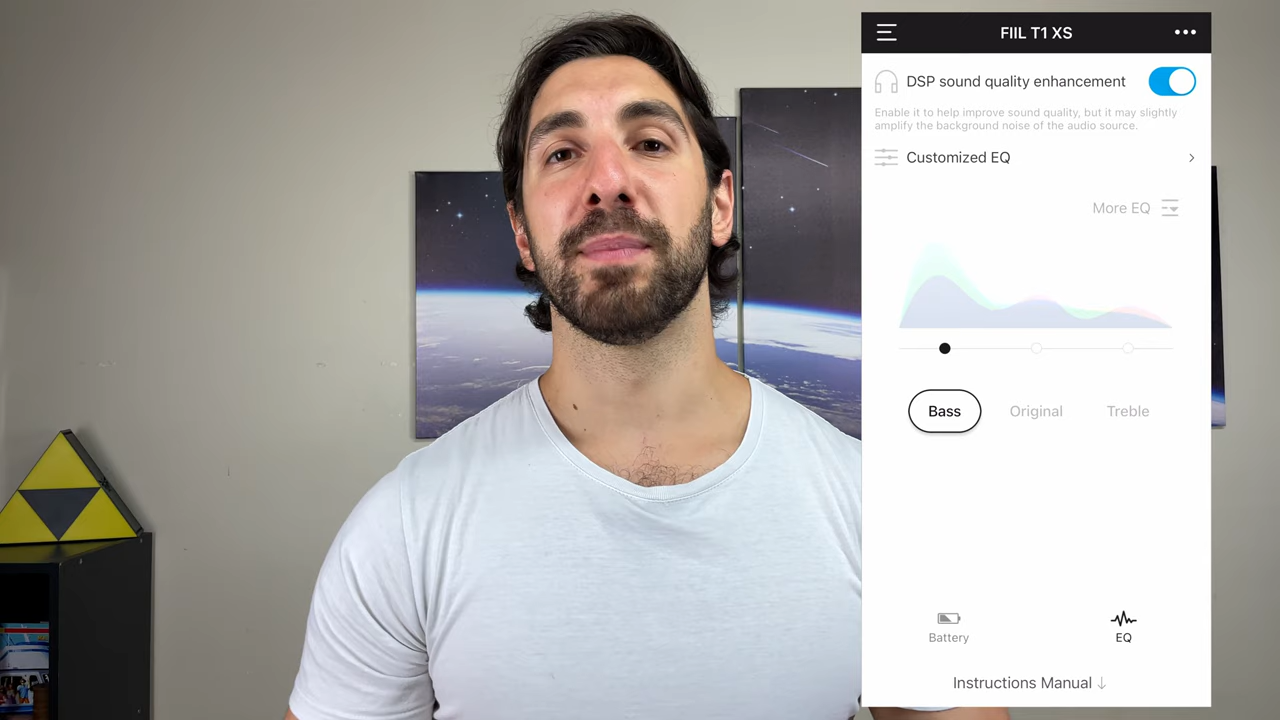 FIIL T1 XS
DSP sound quality enhancement
Enable it to help improve sound quality, but it may slightly
amplify the background noise of the audio source.
Customized EQ
More EQ
Bass
Original
Treble
Battery
EQ
Instructions Manual